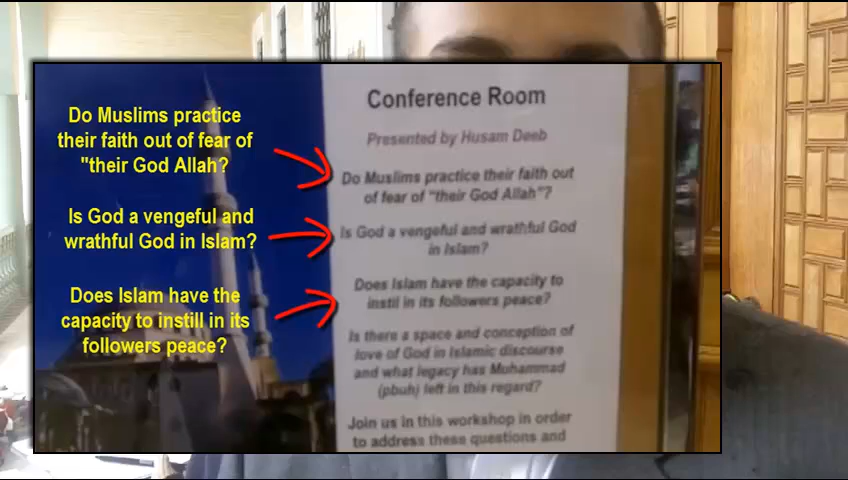 Do Muslims practice
their faith out of fear of
"their God Allah?
Is God a vengeful and
wrathful God in Islam?
Does Islam have the
capacity to instill in its
followers peace?
Conference Room
Presented by Husam Deeb
Do Muslims practice their faith out
of fear of "their God Allah"?
Is God a vengeful and wrathful God
in Islam?
Does Islam have the capacity to
instil in its followers peace?
Is there a space and conception of
love of God in Islamic discourse
and what legacy has Muhammad
(pbuh) left in this regard?
Join us in this workshop in order
to address these questions and